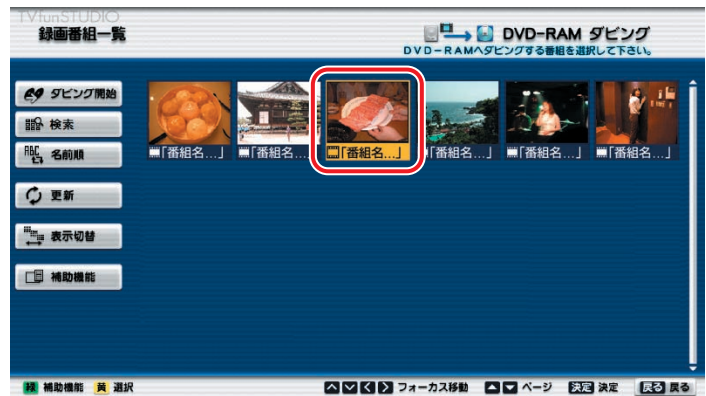 TVfunSTUDIO
録画番組一覧
DVD-RAM ダビング
DVD-RAMへダビングする番組を選択して下さい。
ダビング開始
検索
ABC 名前順
更新
表示切替
補助機能
「番組名...」
「番組名...
「番組名...」
「番組名...」
「番組名...」
「番組名...」
緑 補助機能 黄 選択
フォーカス移動
ページ
決定 決定
戻る 戻る